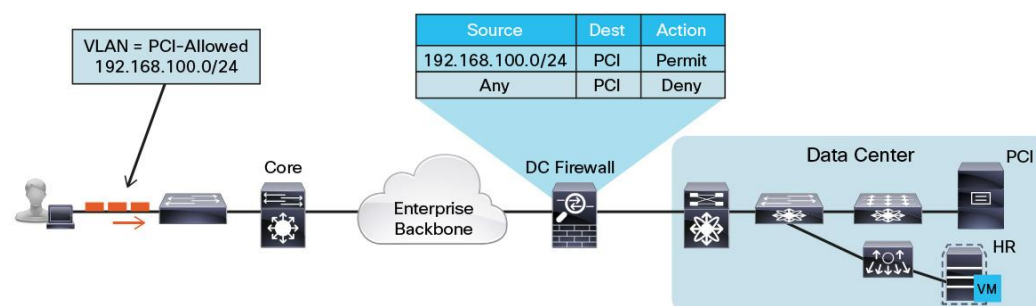 VLAN = PCI-Allowed
192.168.100.0/24
Source Dest Action
192.168.100.0/24 PCI Permit
Any PCI Deny
Core
Enterprise
Backbone
DC Firewall
Data Center
PCI
HR
VM